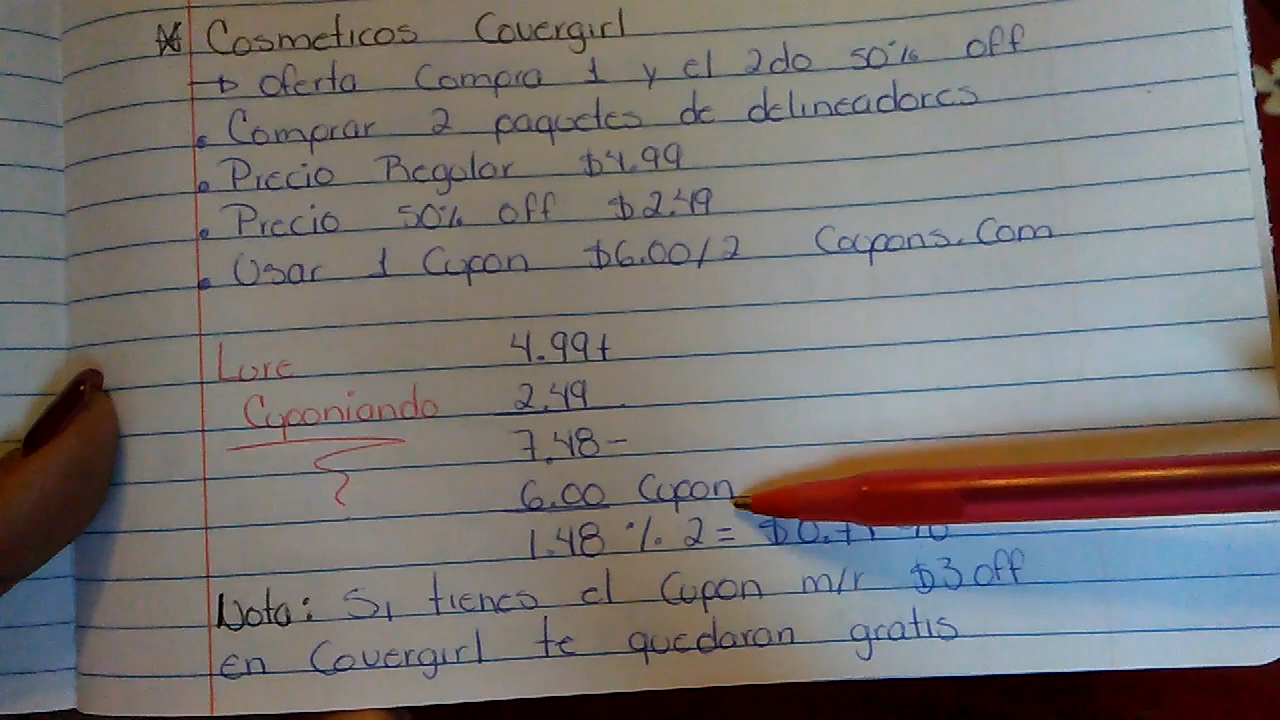 * Cosmeticos Covergirl
→ Oferta Compra 1 y el 2do 50% off
• Comprar 2 paquetes de delineadores
• Precio Regular $4.99
• Precio 50% off $2.49
• Usar 1 Cupon $6.00/2 Coupons.Com
4.99+
Lore
2.49
Cuponiando
7.48-
6.00 Cupon
1.48 % 2 =
Nota: Si tienes el Cupon m/r $3 off
en Covergirl te quedaran gratis